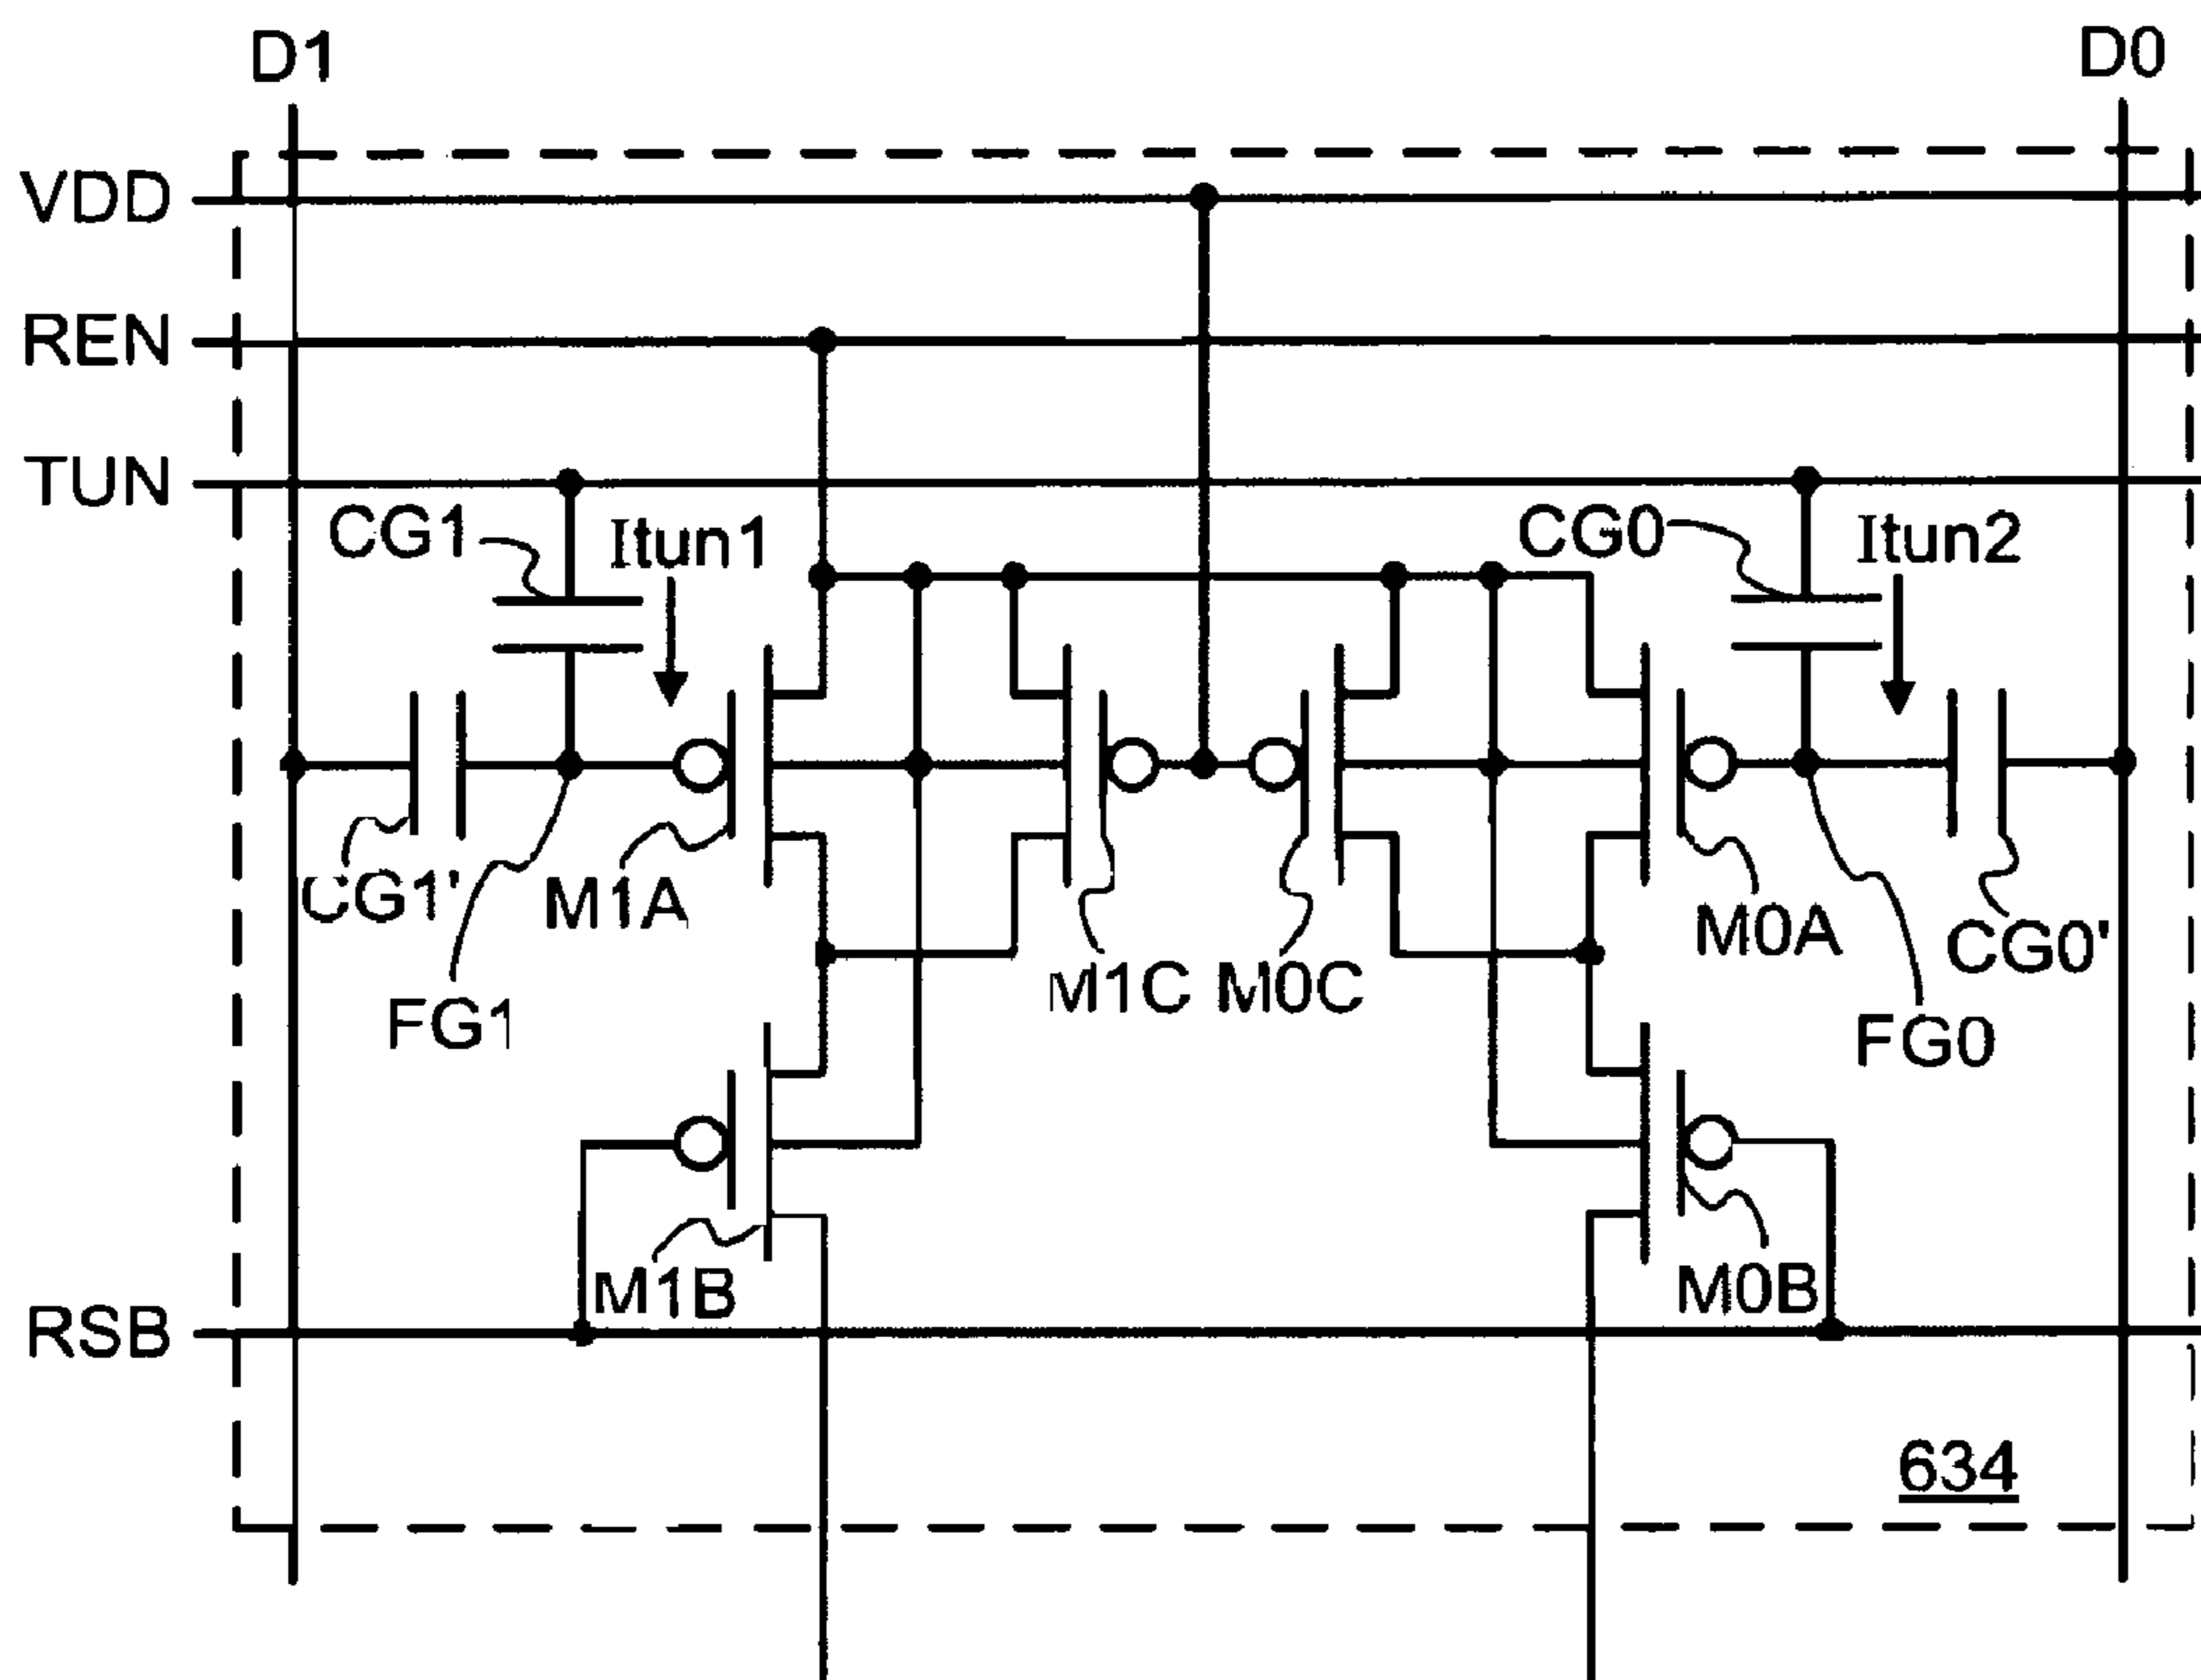 D1
D0
VDD
REN
TUN
CG1
Itun1
CG0
Itun2
CG1'
M1A
M0A
CG0'
FG1
M1C
M0C
FG0
M1B
M0B
RSB
634